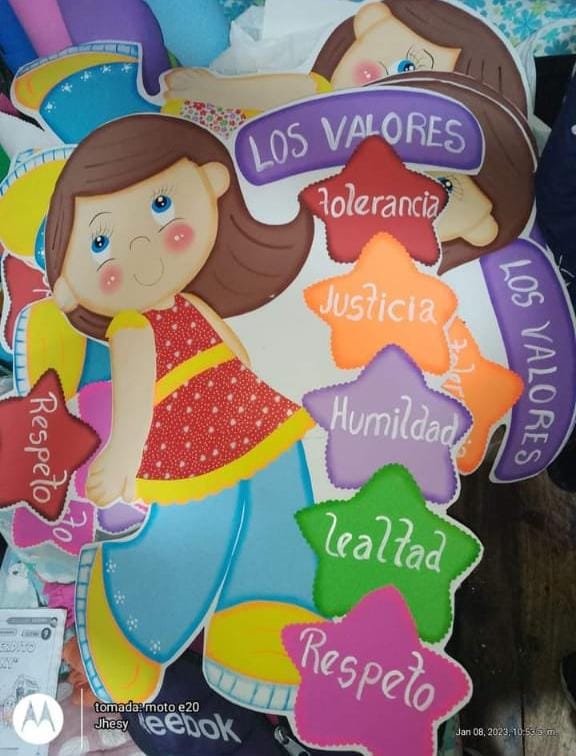 LOS VALORES
Tolerancia
Justicia
Humildad
Lealtad
Respeto
Respeto
LOS VALORES
tomada: moto e20
Jhesy
Reebok
Jan 08, 2023, 10:53 a. m.